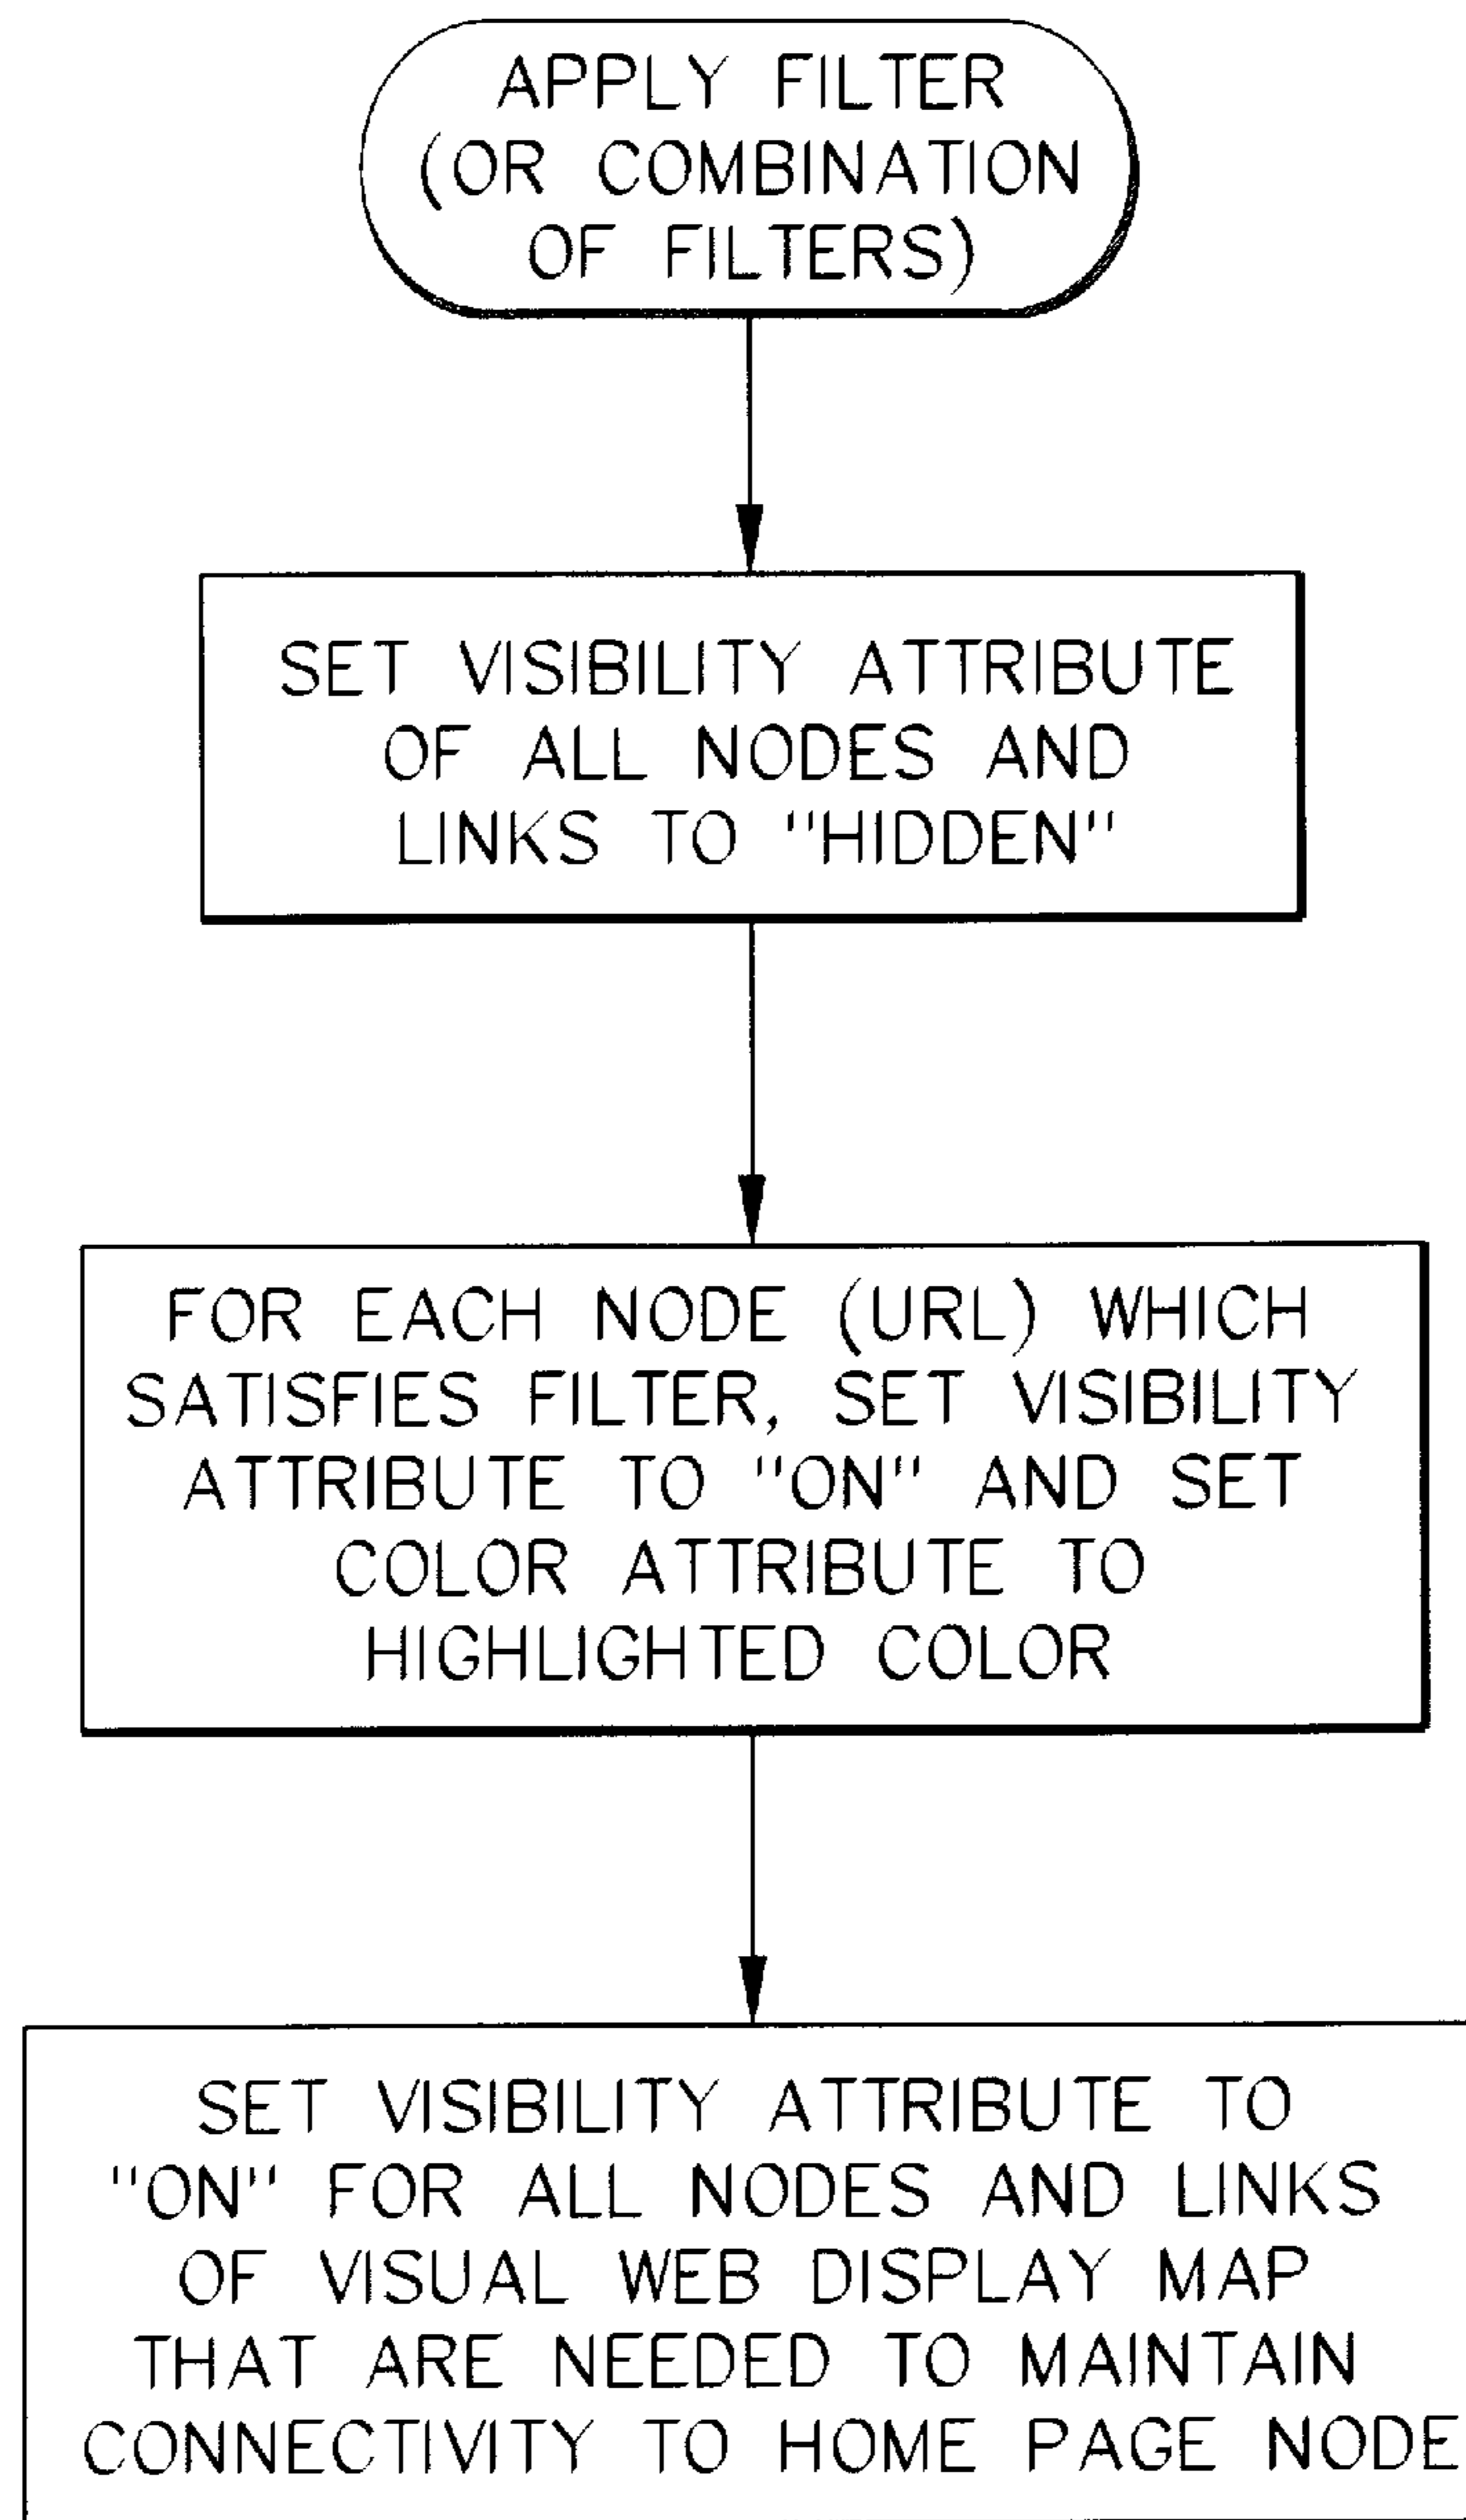 APPLY FILTER
(OR COMBINATION
OF FILTERS)
SET VISIBILITY ATTRIBUTE
OF ALL NODES AND
LINKS TO "HIDDEN"
FOR EACH NODE (URL) WHICH
SATISFIES FILTER, SET VISIBILITY
ATTRIBUTE TO "ON" AND SET
COLOR ATTRIBUTE TO
HIGHLIGHTED COLOR
SET VISIBILITY ATTRIBUTE TO
"ON" FOR ALL NODES AND LINKS
OF VISUAL WEB DISPLAY MAP
THAT ARE NEEDED TO MAINTAIN
CONNECTIVITY TO HOME PAGE NODE